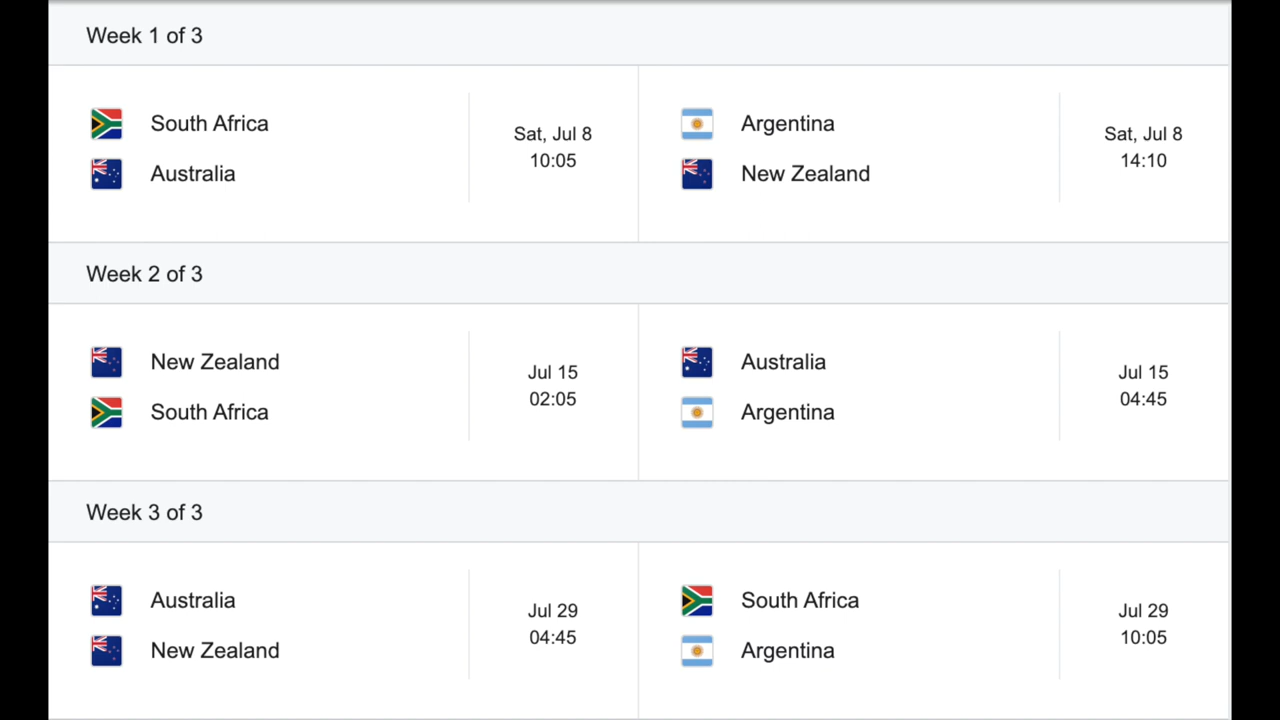 Week 1 of 3
South Africa
Australia
Sat, Jul 8
10:05
Argentina
New Zealand
Sat, Jul 8
14:10
Week 2 of 3
New Zealand
South Africa
Jul 15
02:05
Australia
Argentina
Jul 15
04:45
Week 3 of 3
Australia
New Zealand
Jul 29
04:45
South Africa
Argentina
Jul 29
10:05